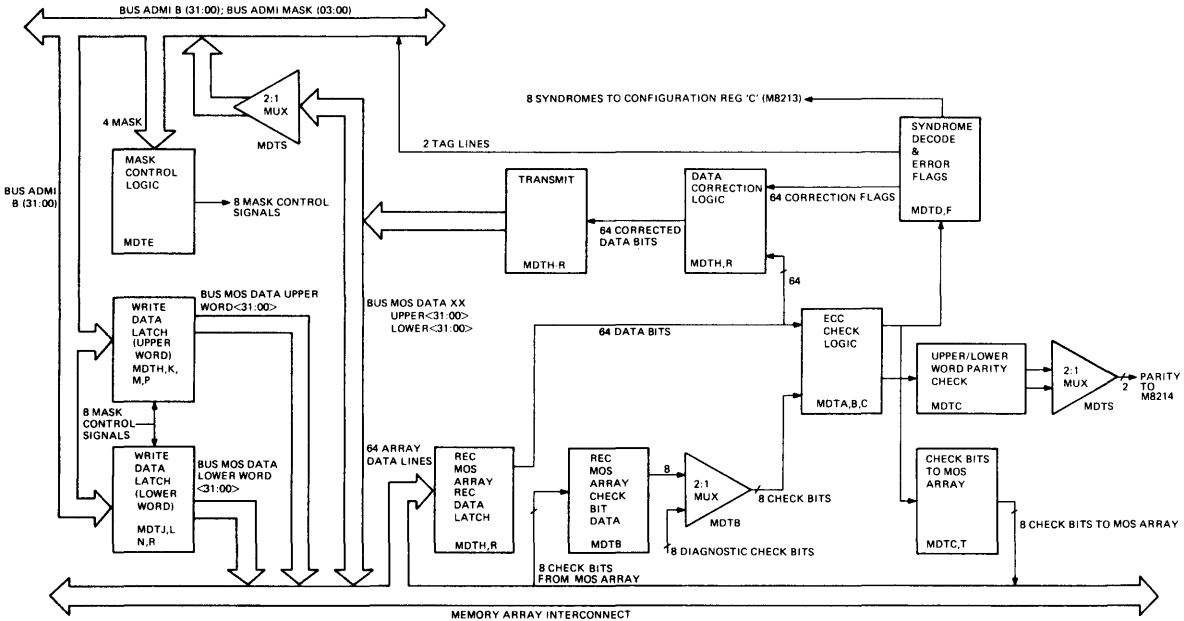 BUS ADMI B (31:00); BUS ADMI MASK (03:00)
8 SYNDROMES TO CONFIGURATION REG 'C' (M8213)
2:1
MUX
MDTS
4 MASK
MASK
CONTROL
LOGIC
MDTE
8 MASK CONTROL
SIGNALS
BUS ADMI
B (31:00)
2 TAG LINES
SYNDROME
DECODE
&
ERROR
FLAGS
MDTD,F
TRANSMIT
MDTH-R
64 CORRECTED
DATA BITS
DATA
CORRECTION
LOGIC
MDTH,R
64 CORRECTION FLAGS
64
WRITE
DATA
LATCH
(UPPER
WORD)
MDTH,K,
M,P
BUS MOS DATA UPPER
WORD<31:00>
BUS MOS DATA XX
UPPER<31:00>
LOWER<31:00>
64 DATA BITS
ECC
CHECK
LOGIC
MDTA,B,C
UPPER/LOWER
WORD PARITY
CHECK
MDTC
2:1
MUX
MDTS
2
PARITY
TO
M8214
8 MASK
CONTROL
SIGNALS
WRITE
DATA
LATCH
(LOWER
WORD)
MDTJ,L
N,R
BUS MOS DATA
LOWER WORD
<31:00>
64 ARRAY
DATA LINES
REC
MOS
ARRAY
REC
DATA
LATCH
MDTH,R
REC
MOS
ARRAY
CHECK
BIT
DATA
MDTB
8
2:1
MUX
MDTB
8 CHECK BITS
8 DIAGNOSTIC CHECK BITS
CHECK BITS
TO MOS
ARRAY
MDTC,T
8 CHECK BITS TO MOS ARRAY
8 CHECK BITS
FROM MOS ARRAY
MEMORY ARRAY INTERCONNECT